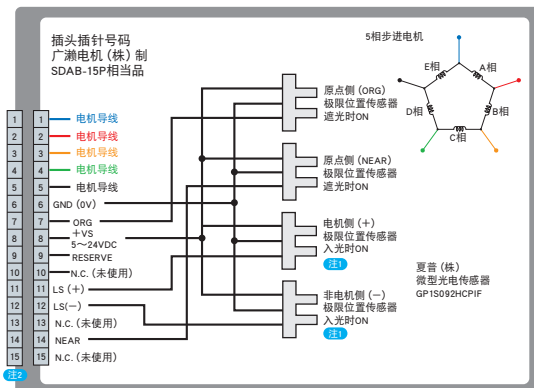 插头插针号码
广濑电机 (株) 制
SDAB-15P相当品
1 1 电机导线
2 2 电机导线
3 3 电机导线
4 4 电机导线
5 5 电机导线
6 6 GND (0V)
7 7 ORG
8 8 +VS
5～24VDC
9 9 RESERVE
10 10 N.C. (未使用)
11 11 LS (+)
12 12 LS(−)
13 13 N.C. (未使用)
14 14 NEAR
15 15 N.C. (未使用)
注2
原点侧 (ORG)
极限位置传感器
遮光时ON
原点侧 (NEAR)
极限位置传感器
遮光时ON
电机侧 (+)
极限位置传感器
入光时ON
注1
非电机侧 (−)
极限位置传感器
入光时ON
注1
5相步进电机
E相
A相
D相
B相
C相
夏普 (株)
微型光电传感器
GP1S092HCPIF